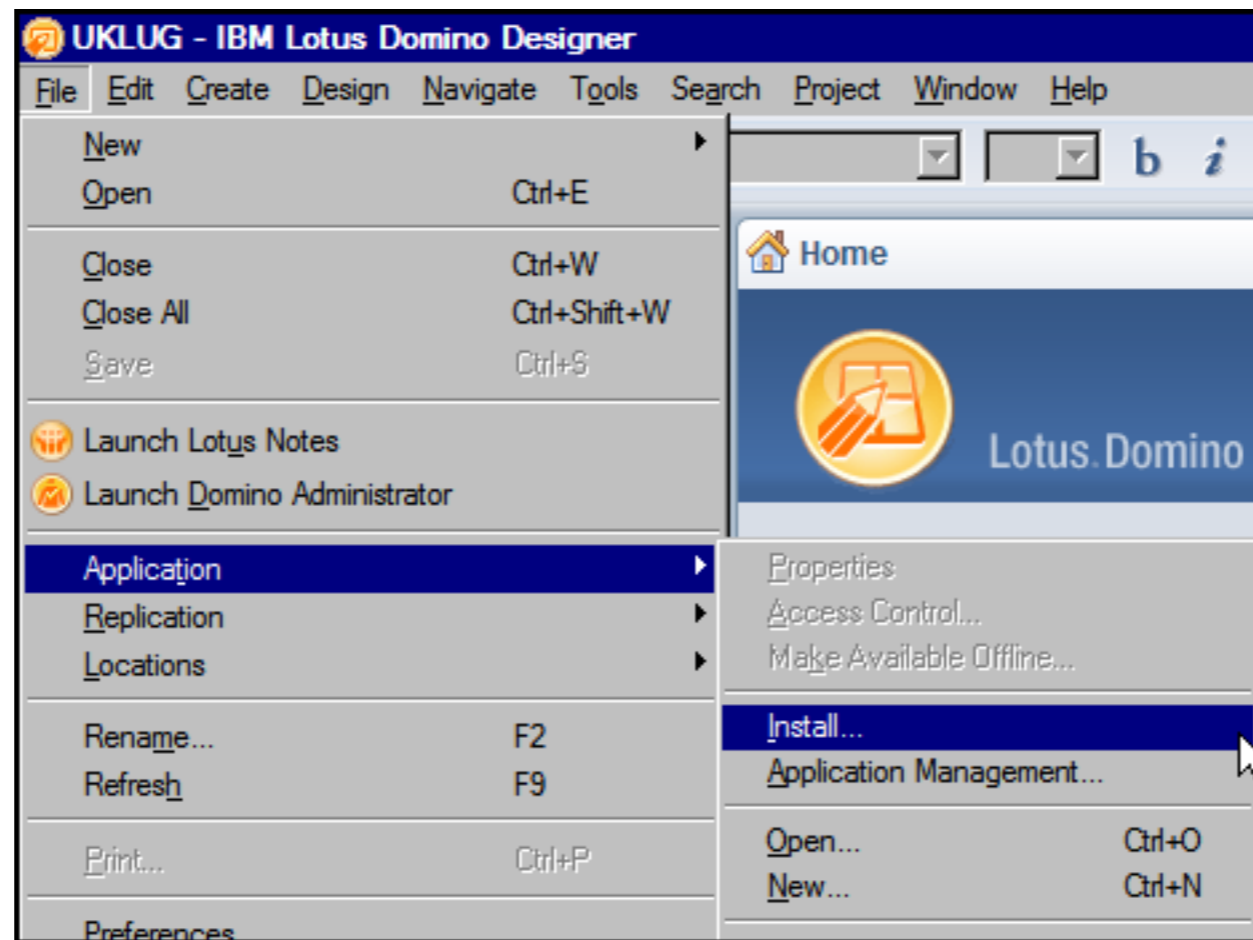 UKLUG - IBM Lotus Domino Designer
File Edit Create Design Navigate Tools Search Project Window Help
New
Open Ctrl+E
Close Ctrl+W
Close All Ctrl+Shift+W
Save Ctrl+S
Launch Lotus Notes
Launch Domino Administrator
Application
Replication
Locations
Rename... F2
Refresh F9
Print... Ctrl+P
Preferences
b i
Home
Lotus.Domino
Properties
Access Control...
Make Available Offline...
Install...
Application Management...
Open... Ctrl+O
New... Ctrl+N